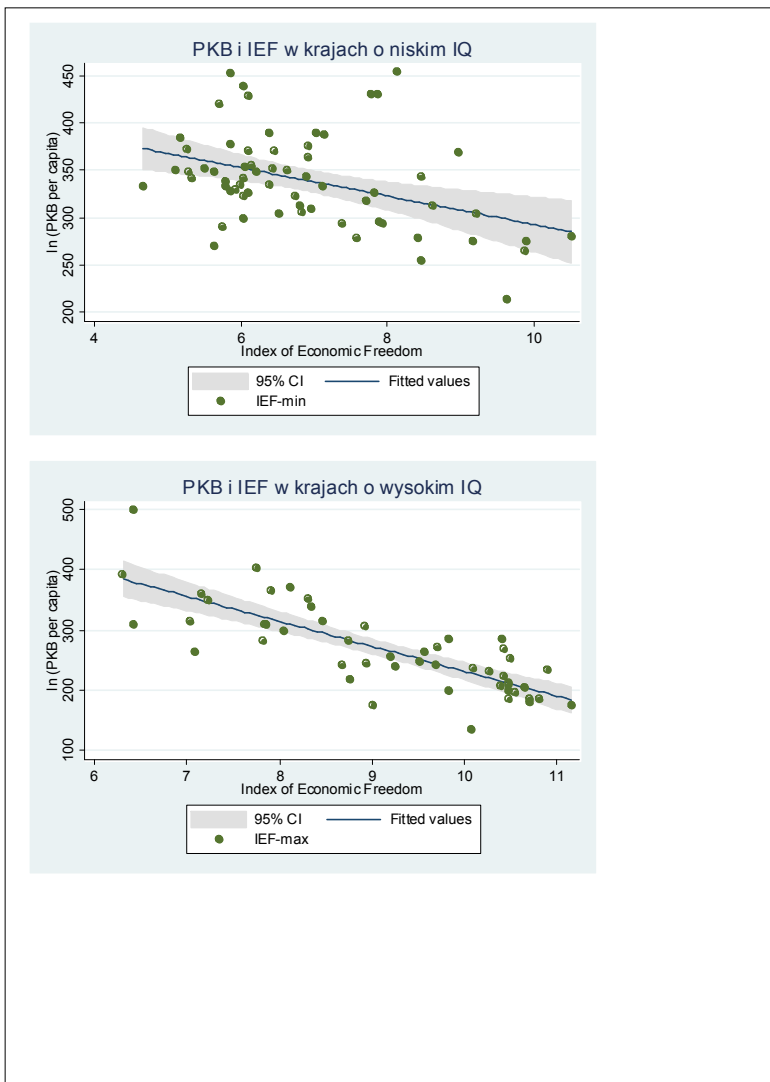 PKB i IEF w krajach o niskim IQ
450
400
350
300
250
200
ln (PKB per capita)
4 6 8 10
Index of Economic Freedom
95% CI Fitted values
IEF-min
PKB i IEF w krajach o wysokim IQ
500
400
300
200
100
ln (PKB per capita)
6 7 8 9 10 11
Index of Economic Freedom
95% CI Fitted values
IEF-max